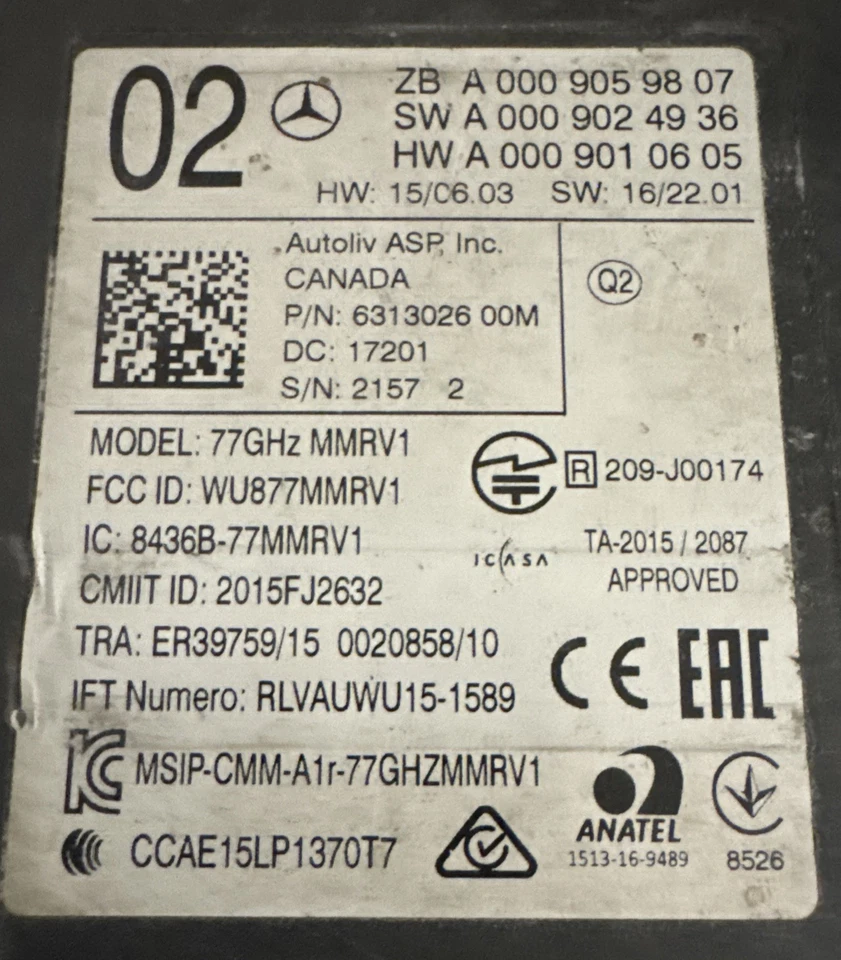 02
ZB A 000 905 98 07
SW A 000 902 49 36
HW A 000 901 06 05
HW: 15/06.03 SW: 16/22.01
Autoliv ASP, Inc.
CANADA
P/N: 6313026 00M
DC: 17201
S/N: 2157 2
Q2
MODEL: 77GHz MMRV1
FCC ID: WU877MMRV1
R 209-J00174
IC: 8436B-77MMRV1
ICASA
TA-2015 / 2087
APPROVED
CMIIT ID: 2015FJ2632
TRA: ER39759/15 0020858/10
IFT Numero: RLVAUWU15-1589
CE EAC
MSIP-CMM-A1r-77GHZMMRV1
CCAE15LP1370T7
ANATEL
1513-16-9489
8526